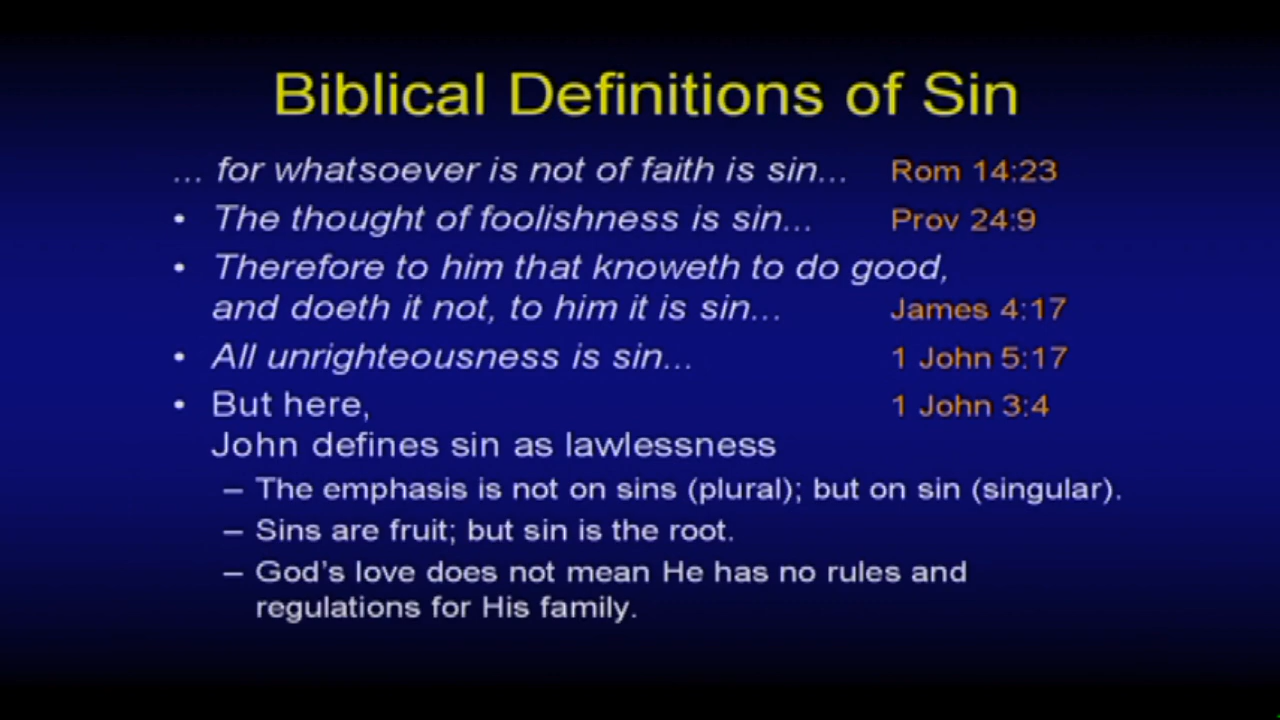 Biblical Definitions of Sin
... for whatsoever is not of faith is sin... Rom 14:23
• The thought of foolishness is sin... Prov 24:9
• Therefore to him that knoweth to do good,
and doeth it not, to him it is sin... James 4:17
• All unrighteousness is sin... 1 John 5:17
• But here, 1 John 3:4
John defines sin as lawlessness
– The emphasis is not on sins (plural); but on sin (singular).
– Sins are fruit; but sin is the root.
– God's love does not mean He has no rules and
regulations for His family.